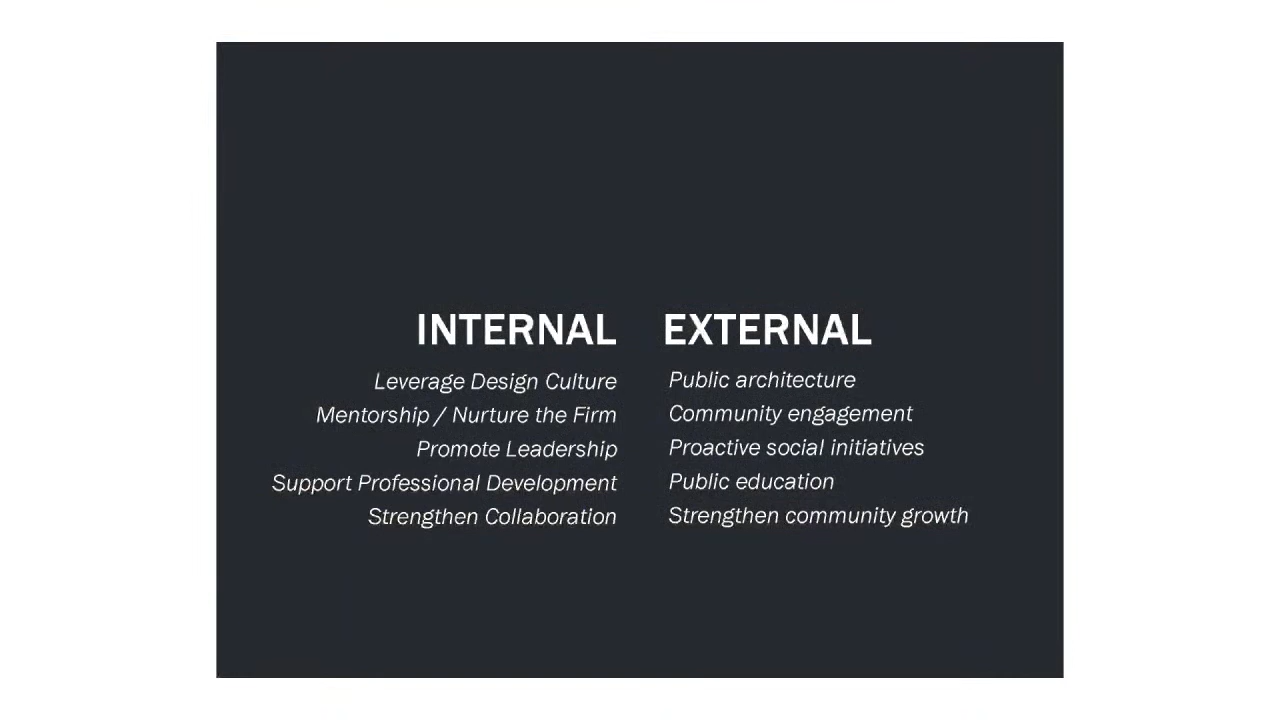 INTERNAL
Leverage Design Culture
Mentorship / Nurture the Firm
Promote Leadership
Support Professional Development
Strengthen Collaboration
EXTERNAL
Public architecture
Community engagement
Proactive social initiatives
Public education
Strengthen community growth